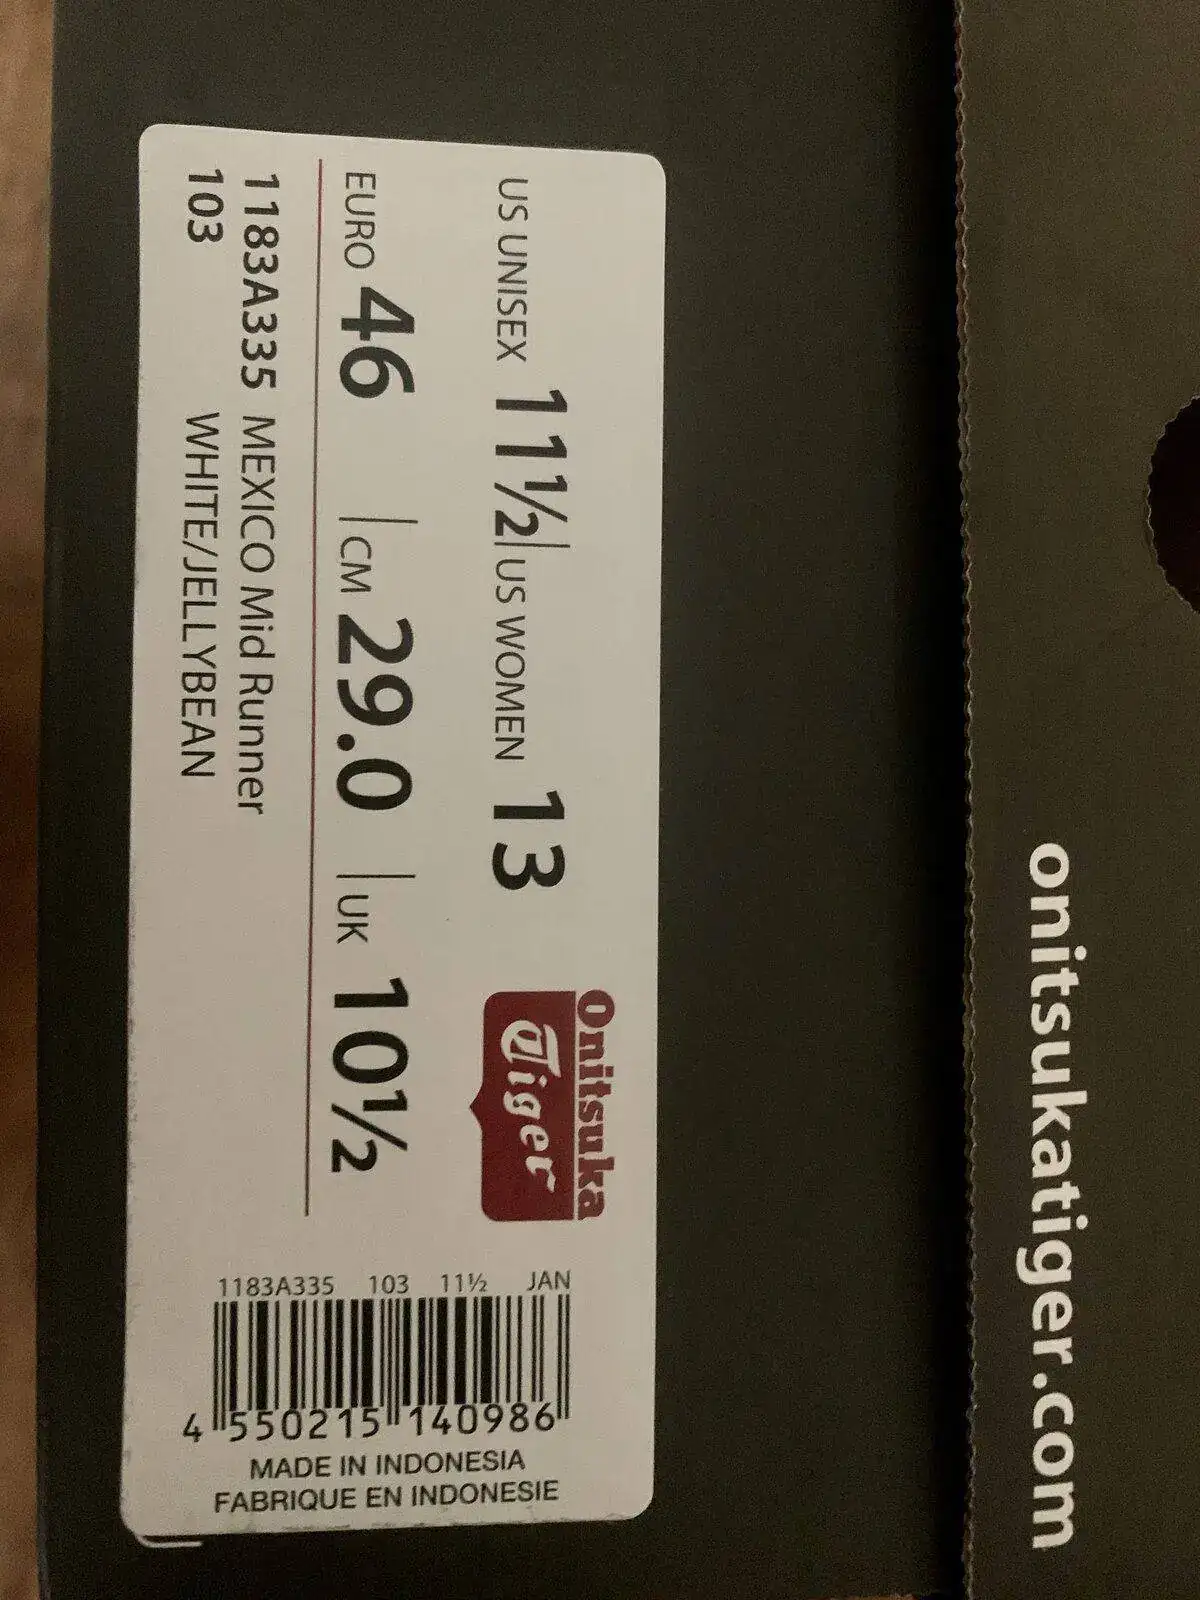 US UNISEX 11½ | US WOMEN 13
Onitsuka
Tiger
EURO 46 | CM 29.0 | UK 10½
1183A335 MEXICO Mid Runner
103 WHITE/JELLYBEAN
1183A335 103 11½ JAN
4 550215 140986
MADE IN INDONESIA
FABRIQUE EN INDONESIE
onitsukatiger.com